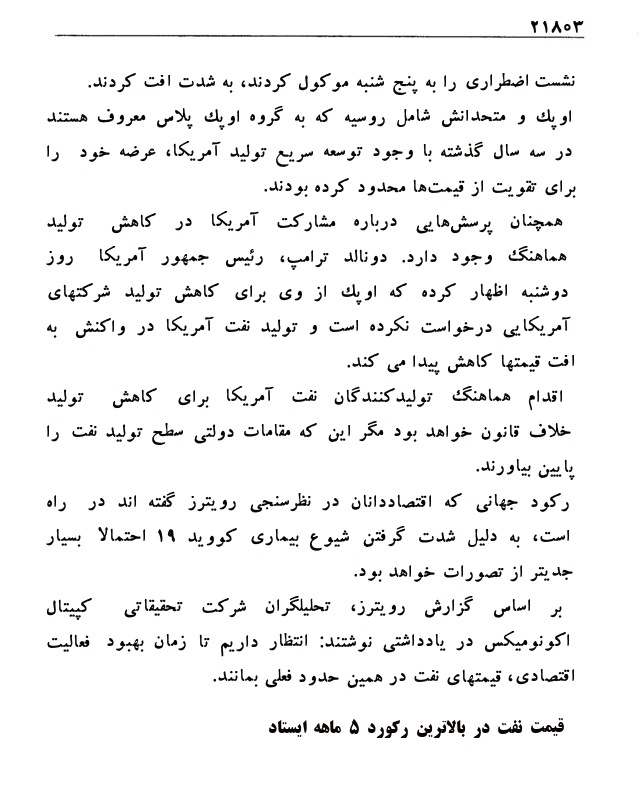 ۲۱۸۰۳
نشست اضطراری را به پنج شنبه موکول کردند، به شدت افت کردند.
اوپک و متحدانش شامل روسیه که به گروه اوپک پلاس معروف هستند
در سه سال گذشته با وجود توسعه سریع تولید آمریکا، عرضه خود را
برای تقویت از قیمت‌ها محدود کرده بودند.
همچنان پرسش‌هایی درباره مشارکت آمریکا در کاهش تولید
هماهنگ وجود دارد. دونالد ترامپ، رئیس جمهور آمریکا روز
دوشنبه اظهار کرده که اوپک از وی برای کاهش تولید شرکتهای
آمریکایی درخواست نکرده است و تولید نفت آمریکا در واکنش به
افت قیمتها کاهش پیدا می کند.
اقدام هماهنگ تولیدکنندگان نفت آمریکا برای کاهش تولید
خلاف قانون خواهد بود مگر این که مقامات دولتی سطح تولید نفت را
پایین بیاورند.
رکود جهانی که اقتصاددانان در نظرسنجی رویترز گفته اند در راه
است، به دلیل شدت گرفتن شیوع بیماری کووید ۱۹ احتمالا بسیار
جدیتر از تصورات خواهد بود.
بر اساس گزارش رویترز، تحلیلگران شرکت تحقیقاتی کپیتال
اکونومیکس در یادداشتی نوشتند: انتظار داریم تا زمان بهبود فعالیت
اقتصادی، قیمتهای نفت در همین حدود فعلی بمانند.
قیمت نفت در بالاترین رکورد ۵ ماهه ایستاد